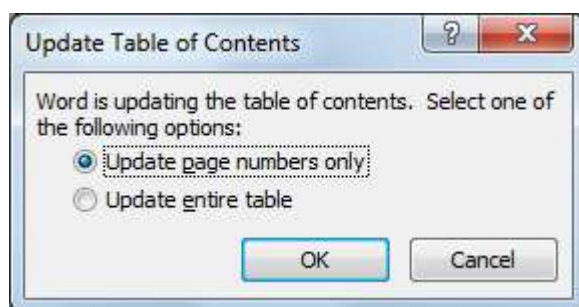 Update Table of Contents
Word is updating the table of contents. Select one of
the following options:
Update page numbers only
Update entire table
OK
Cancel